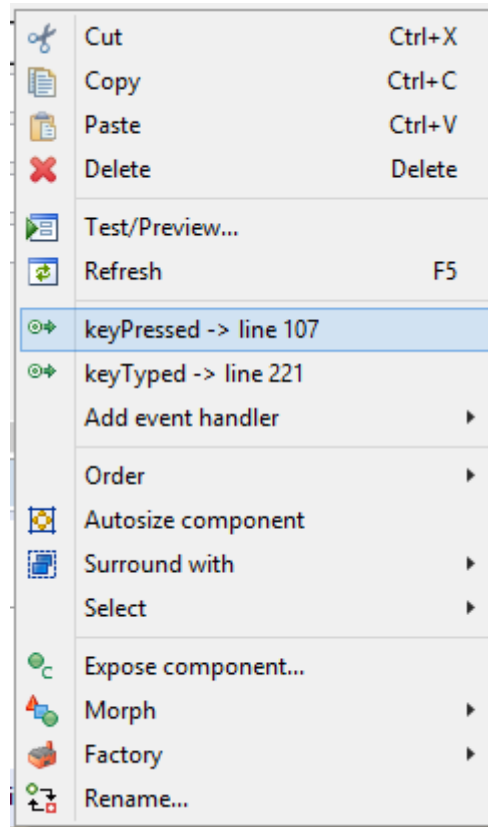 Cut Ctrl+X
Copy Ctrl+C
Paste Ctrl+V
Delete Delete
Test/Preview...
Refresh F5
keyPressed -> line 107
keyTyped -> line 221
Add event handler
Order
Autosize component
Surround with
Select
Expose component...
Morph
Factory
Rename...